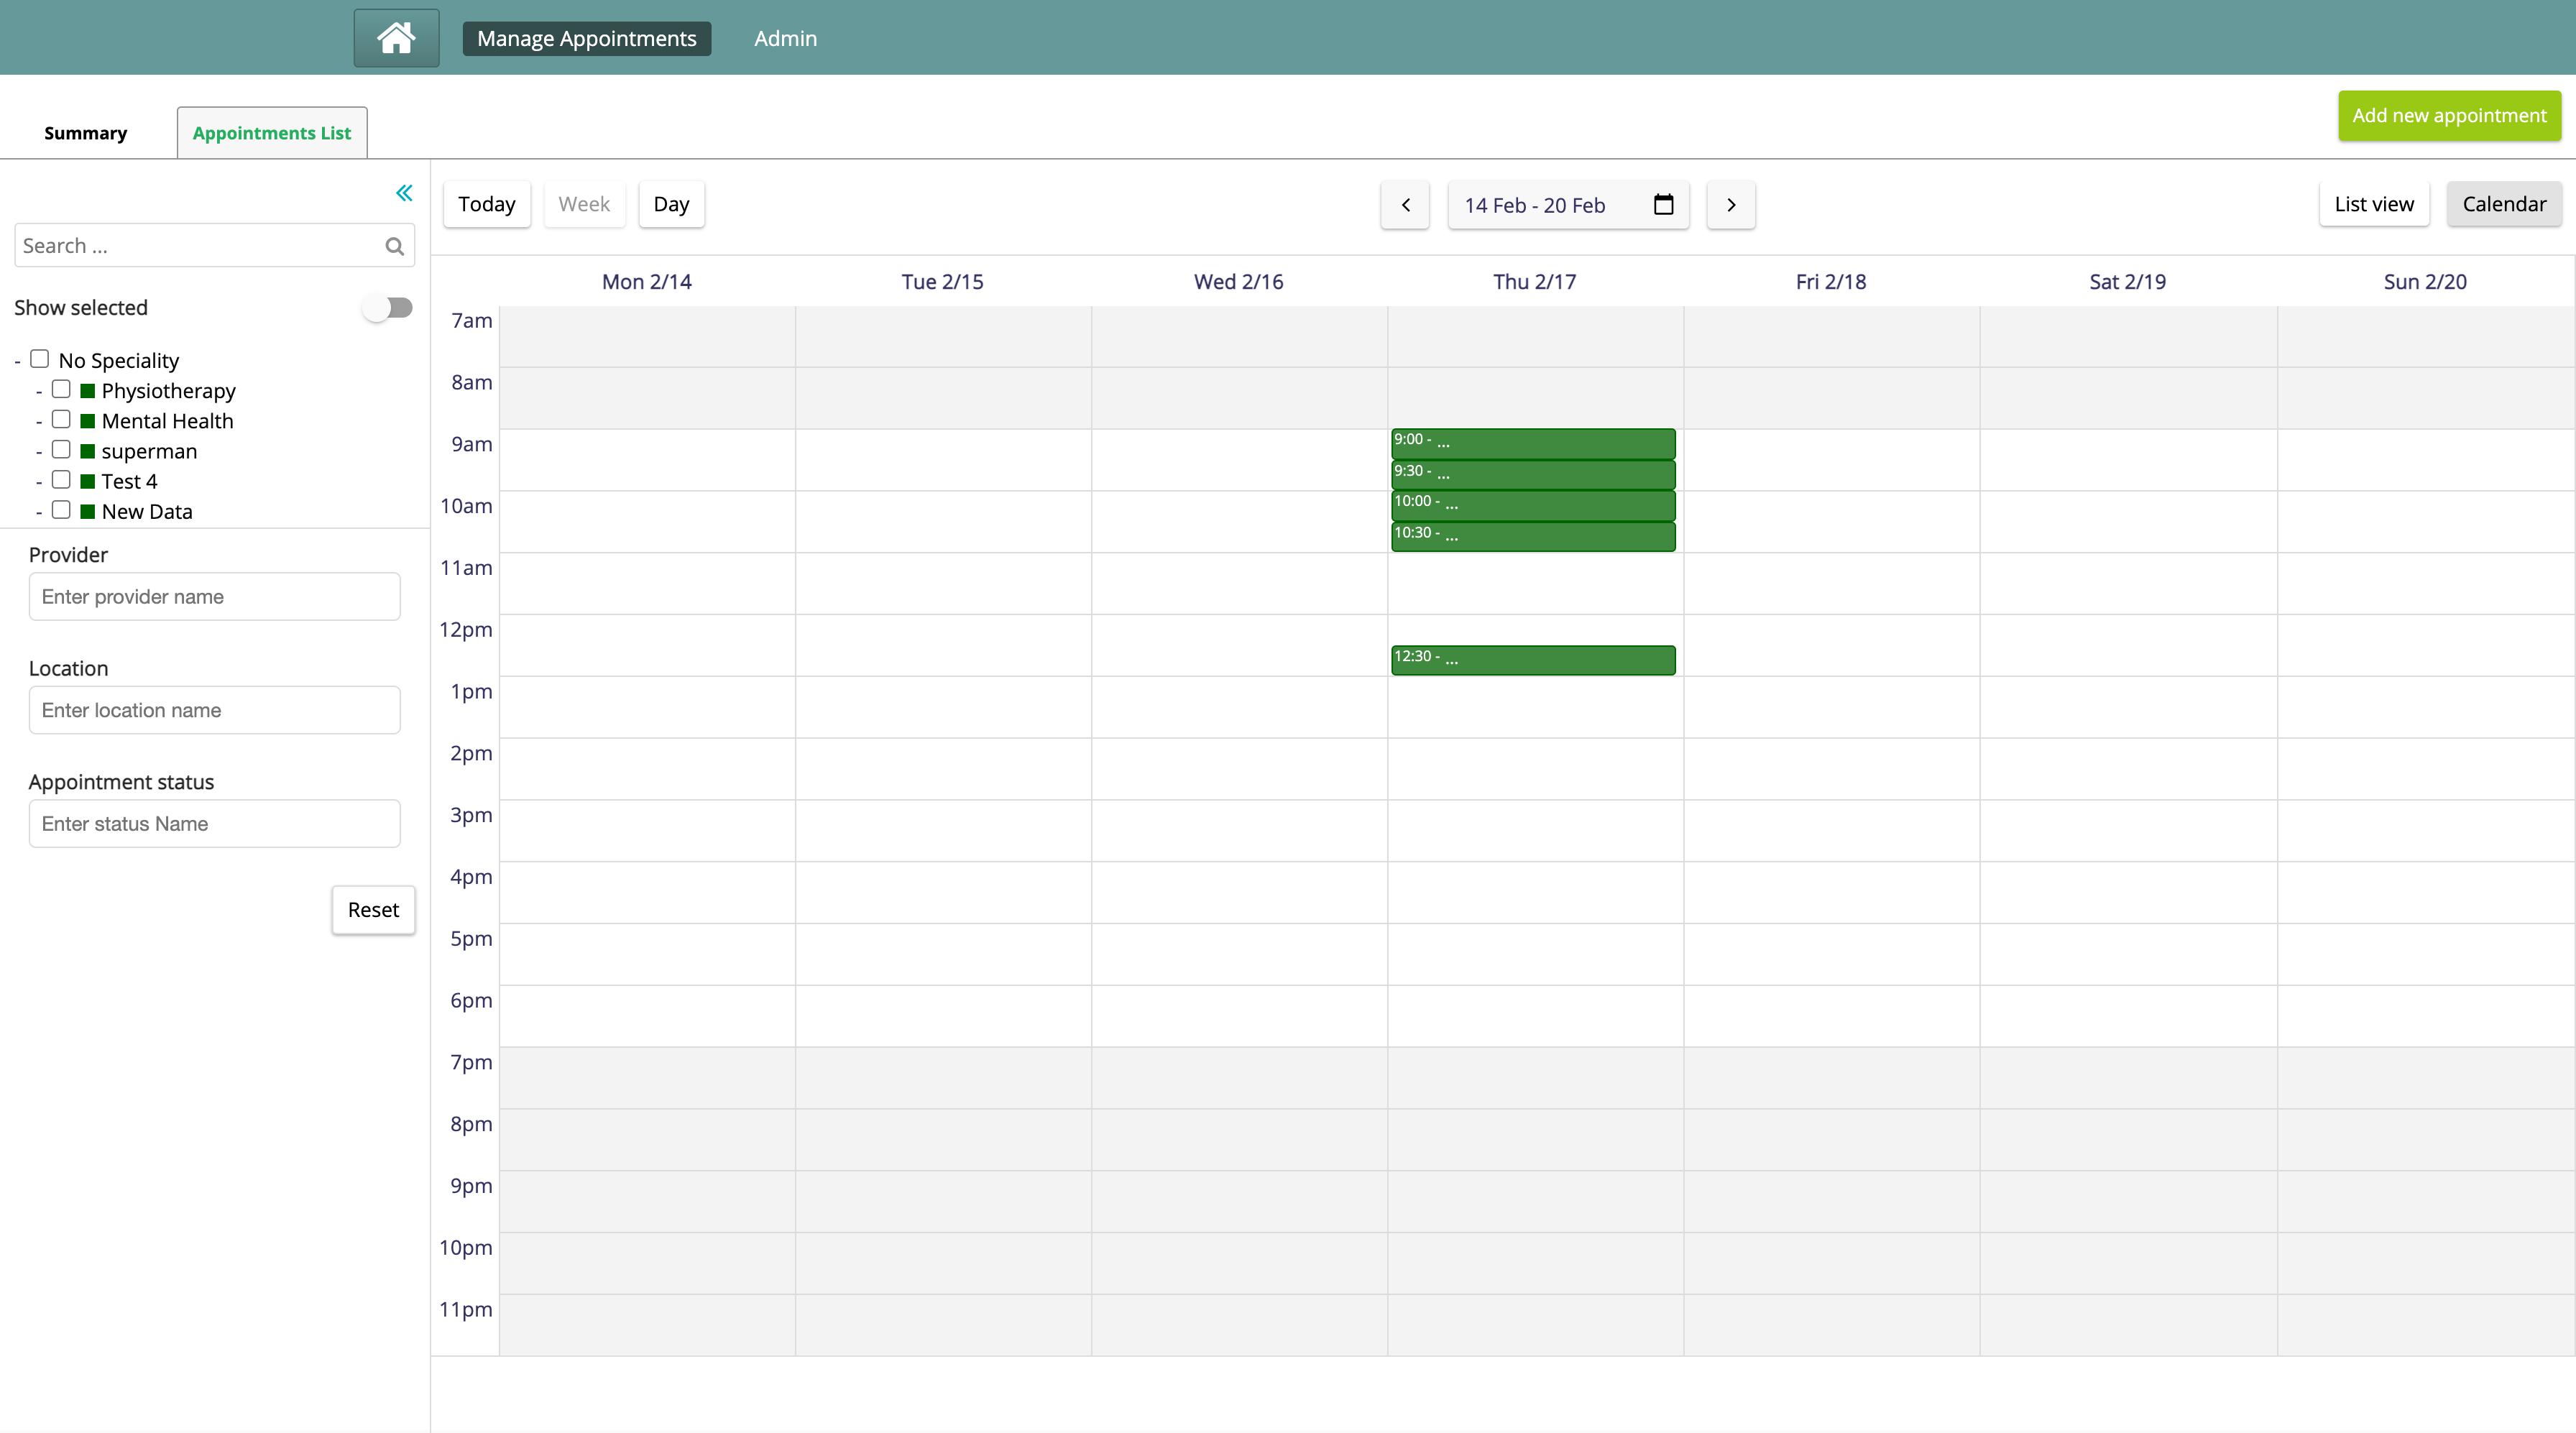 Manage Appointments Admin
Summary Appointments List Add new appointment
Today Week Day 14 Feb - 20 Feb List view Calendar
Search ...
Show selected
- No Speciality
- Physiotherapy
- Mental Health
- superman
- Test 4
- New Data
Provider
Enter provider name
Location
Enter location name
Appointment status
Enter status Name
Reset
Mon 2/14 Tue 2/15 Wed 2/16 Thu 2/17 Fri 2/18 Sat 2/19 Sun 2/20
7am
8am
9am
9:00 - ...
9:30 - ...
10am
10:00 - ...
10:30 - ...
11am
12pm
12:30 - ...
1pm
2pm
3pm
4pm
5pm
6pm
7pm
8pm
9pm
10pm
11pm